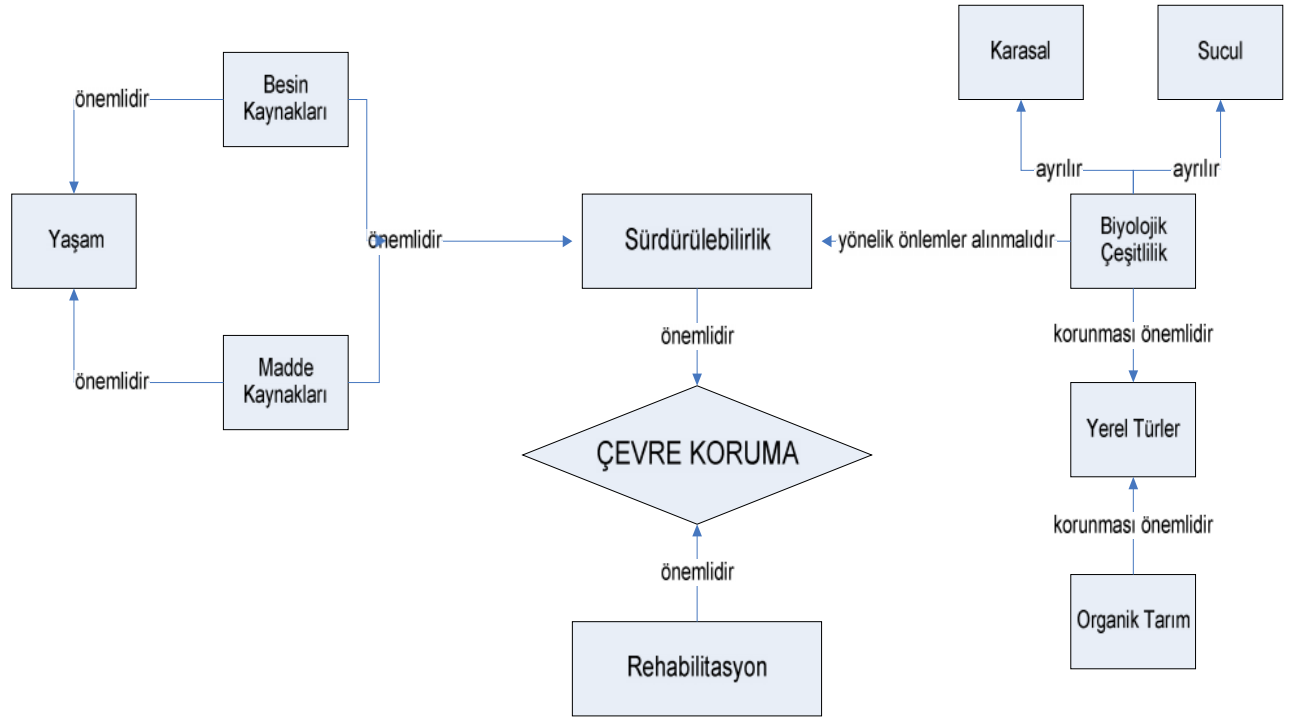 Karasal
Sucul
Besin
Kaynakları
önemlidir
ayrılır
ayrılır
Yaşam
Sürdürülebilirlik
Biyolojik
Çeşitlilik
önemlidir
yönelik önlemler alınmalıdır
önemlidir
korunması önemlidir
Madde
Kaynakları
önemlidir
Yerel Türler
ÇEVRE KORUMA
korunması önemlidir
önemlidir
Organik Tarım
Rehabilitasyon